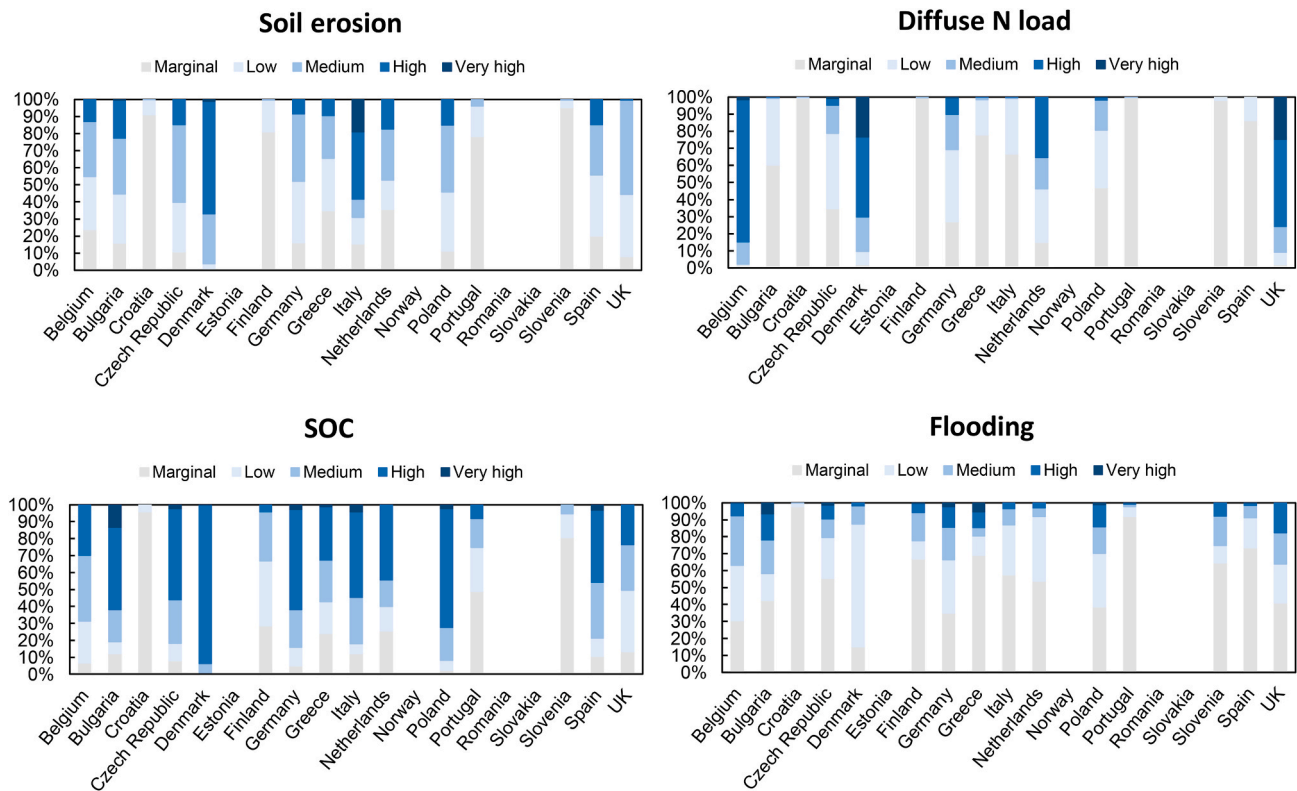 Soil erosion
Marginal Low Medium High Very high
100%
90%
80%
70%
60%
50%
40%
30%
20%
10%
0%
Belgium
Bulgaria
Croatia
Czech Republic
Denmark
Estonia
Finland
Germany
Greece
Italy
Netherlands
Norway
Poland
Portugal
Romania
Slovakia
Slovenia
Spain
UK
Diffuse N load
Marginal Low Medium High Very high
100%
90%
80%
70%
60%
50%
40%
30%
20%
10%
0%
Belgium
Bulgaria
Croatia
Czech Republic
Denmark
Estonia
Finland
Germany
Greece
Italy
Netherlands
Norway
Poland
Portugal
Romania
Slovakia
Slovenia
Spain
UK
SOC
Marginal Low Medium High Very high
100%
90%
80%
70%
60%
50%
40%
30%
20%
10%
0%
Belgium
Bulgaria
Croatia
Czech Republic
Denmark
Estonia
Finland
Germany
Greece
Italy
Netherlands
Norway
Poland
Portugal
Romania
Slovakia
Slovenia
Spain
UK
Flooding
Marginal Low Medium High Very high
100%
90%
80%
70%
60%
50%
40%
30%
20%
10%
0%
Belgium
Bulgaria
Croatia
Czech Republic
Denmark
Estonia
Finland
Germany
Greece
Italy
Netherlands
Norway
Poland
Portugal
Romania
Slovakia
Slovenia
Spain
UK